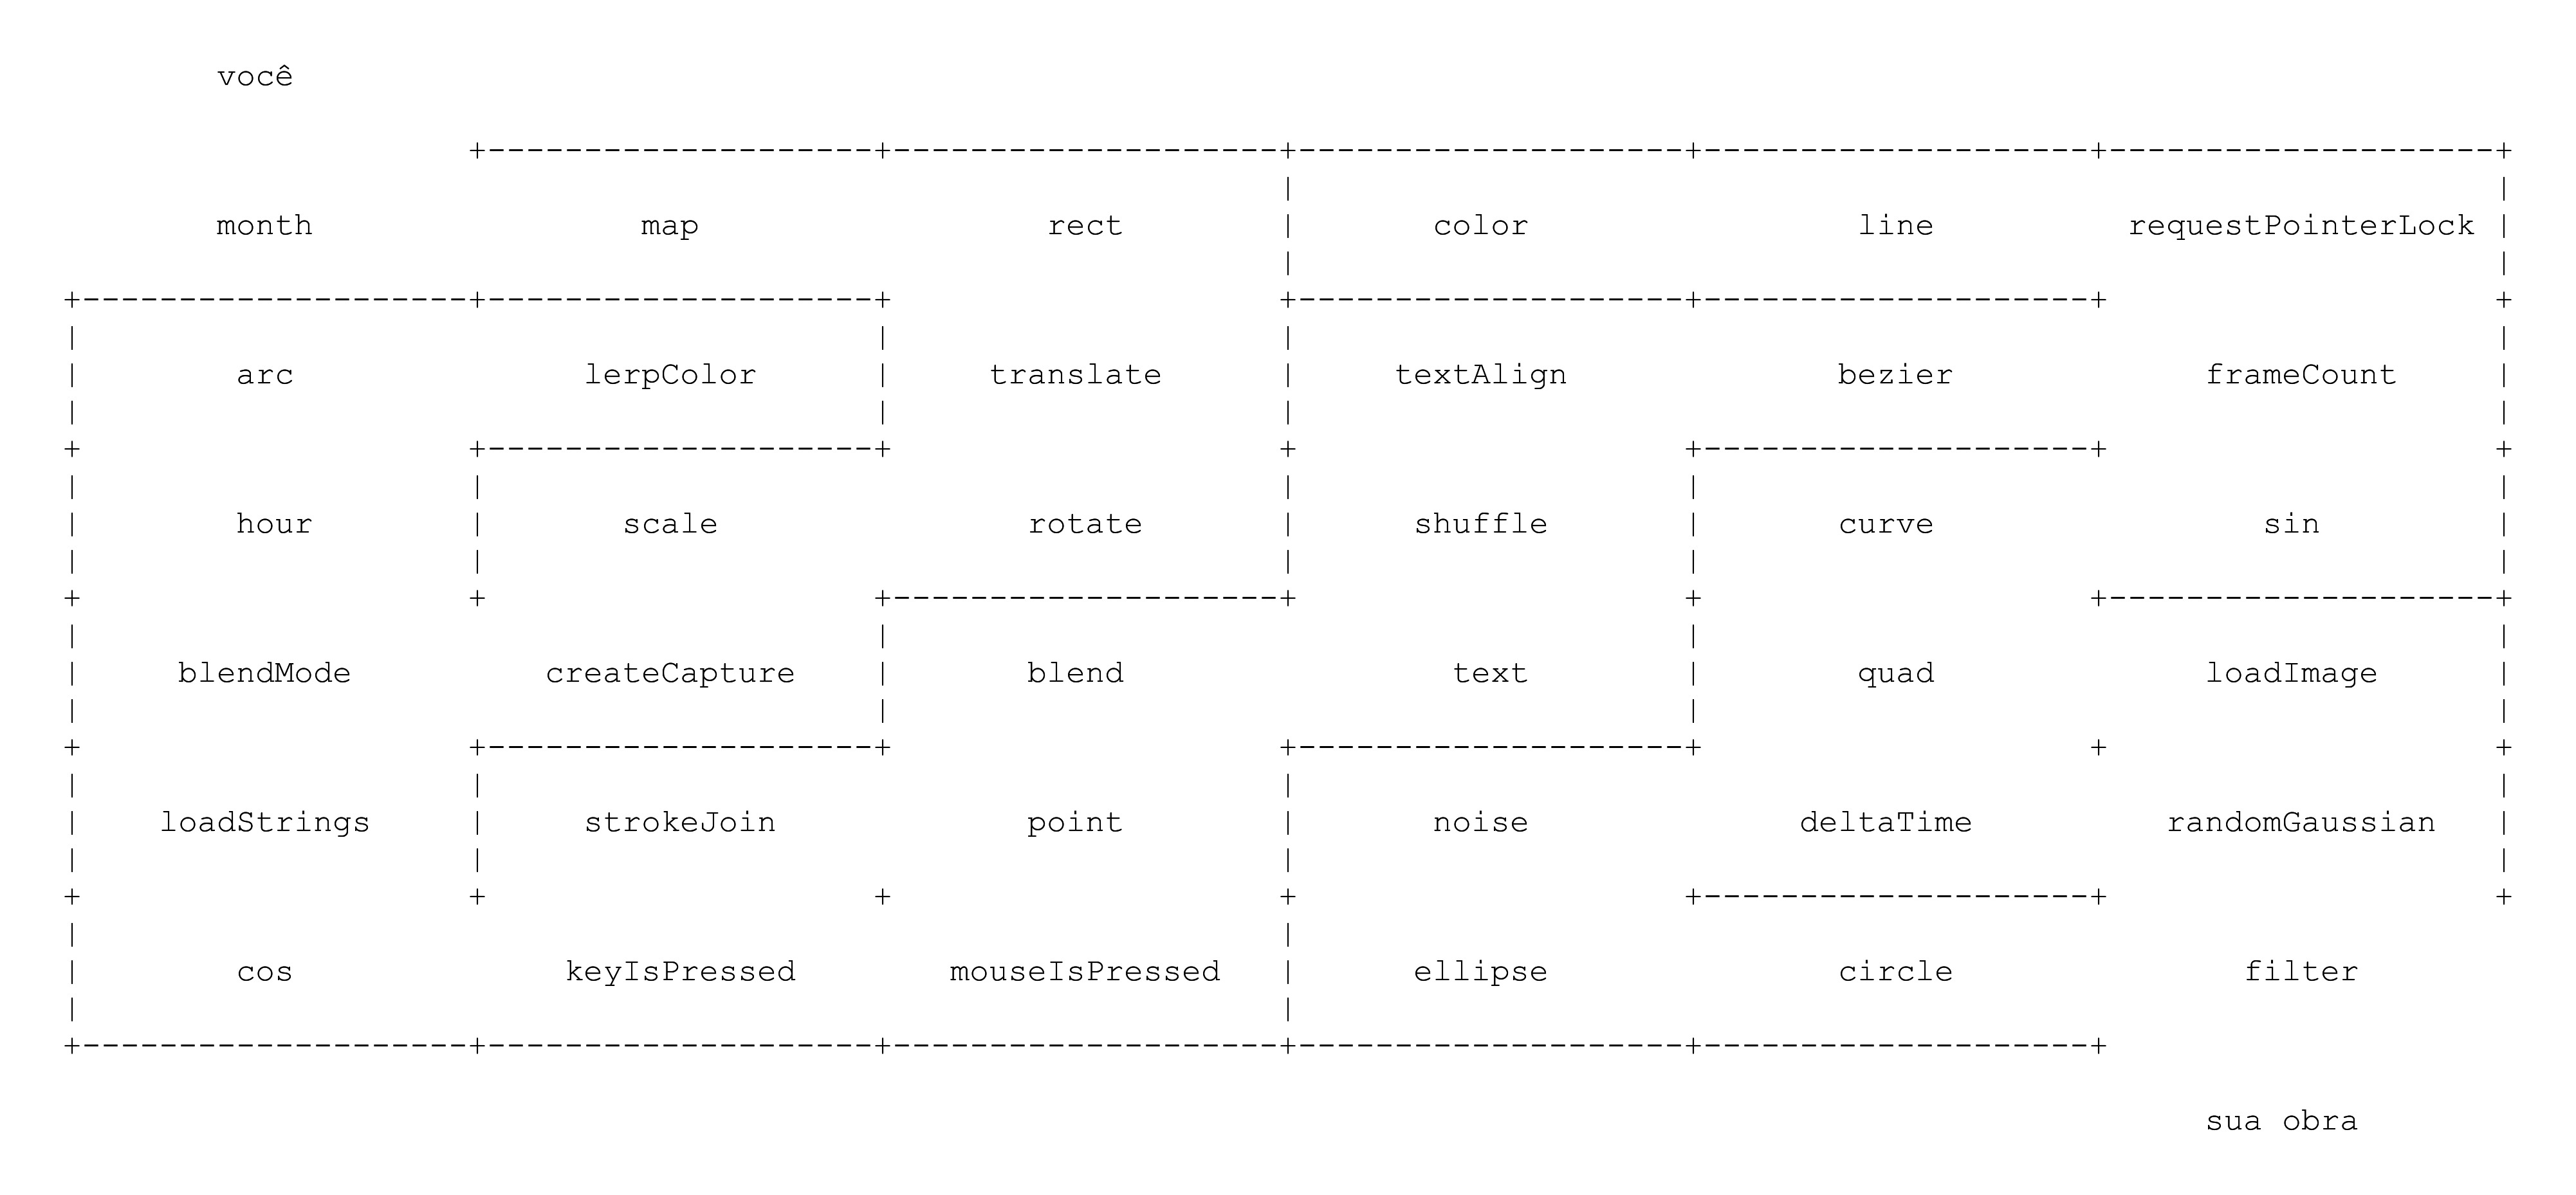 você
month map rect color line requestPointerLock
arc lerpColor translate textAlign bezier frameCount
hour scale rotate shuffle curve sin
blendMode createCapture blend text quad loadImage
loadStrings strokeJoin point noise deltaTime randomGaussian
cos keyIsPressed mouseIsPressed ellipse circle filter
sua obra